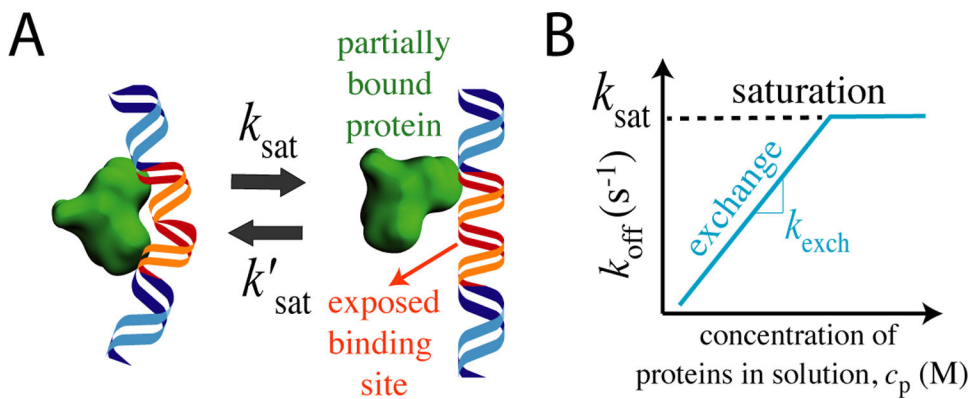 A
partially
bound
protein
k_sat
k'_sat
exposed
binding
site
B
k_sat
saturation
exchange
k_exch
k_off (s⁻¹)
concentration of
proteins in solution, c_p (M)